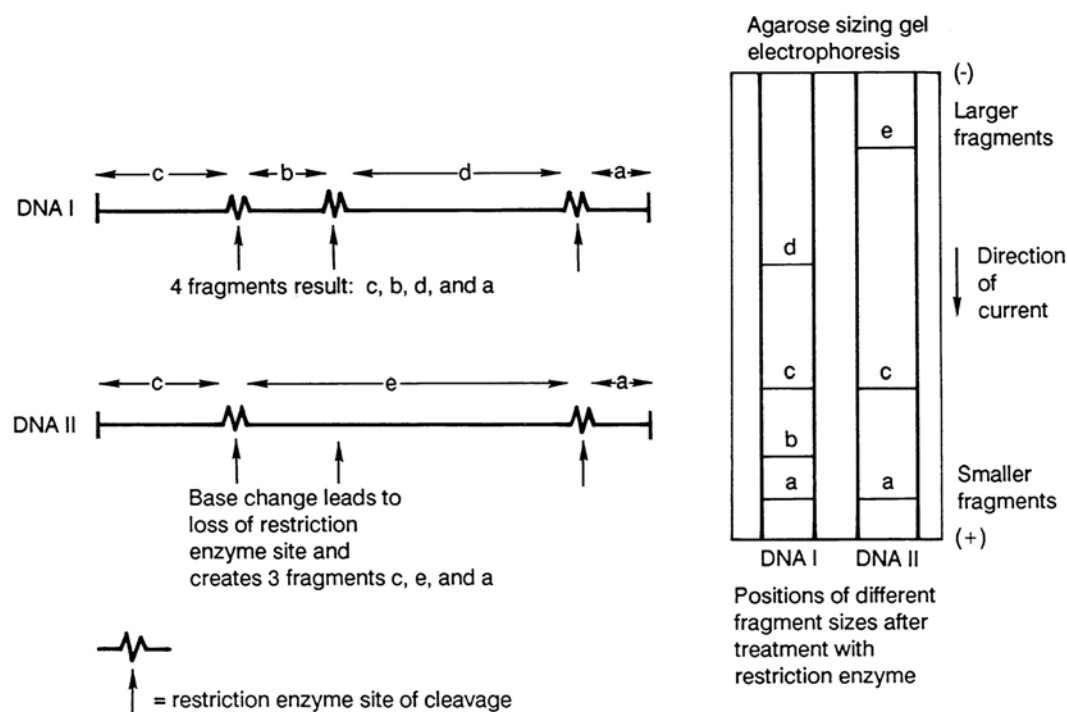 c b d a
DNA I
4 fragments result: c, b, d, and a
c e a
DNA II
Base change leads to
loss of restriction
enzyme site and
creates 3 fragments c, e, and a
= restriction enzyme site of cleavage
Agarose sizing gel
electrophoresis
(-)
Larger
fragments
e
d
Direction
of
current
c c
b
a a
Smaller
fragments
(+)
DNA I DNA II
Positions of different
fragment sizes after
treatment with
restriction enzyme